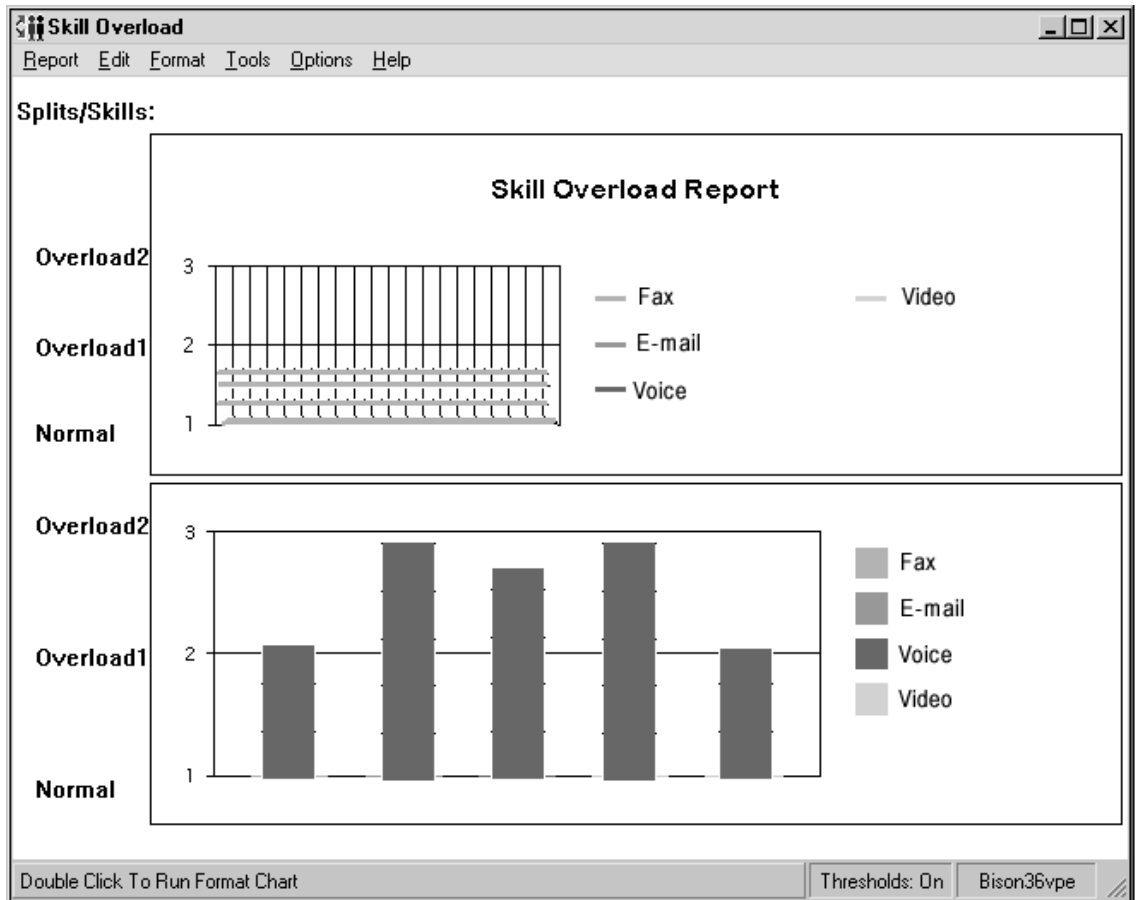 Skill Overload
Report Edit Format Tools Options Help
Splits/Skills:
Skill Overload Report
Overload2
Overload1
Normal
3
2
1
Fax
E-mail
Voice
Video
Overload2
Overload1
Normal
3
2
1
Fax
E-mail
Voice
Video
Double Click To Run Format Chart
Thresholds: On
Bison36vpe